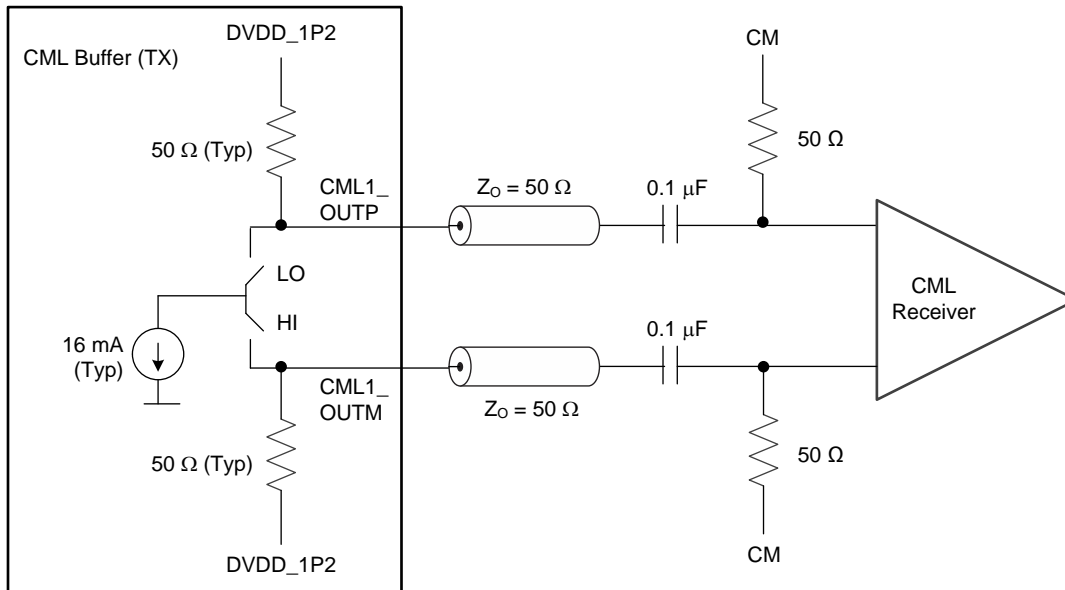 DVDD_1P2
CML Buffer (TX)
CM
50 Ω (Typ)
50 Ω
CML1_
OUTP
Z_O = 50 Ω
0.1 μF
LO
HI
CML
Receiver
16 mA
(Typ)
0.1 μF
CML1_
OUTM
Z_O = 50 Ω
50 Ω (Typ)
50 Ω
CM
DVDD_1P2